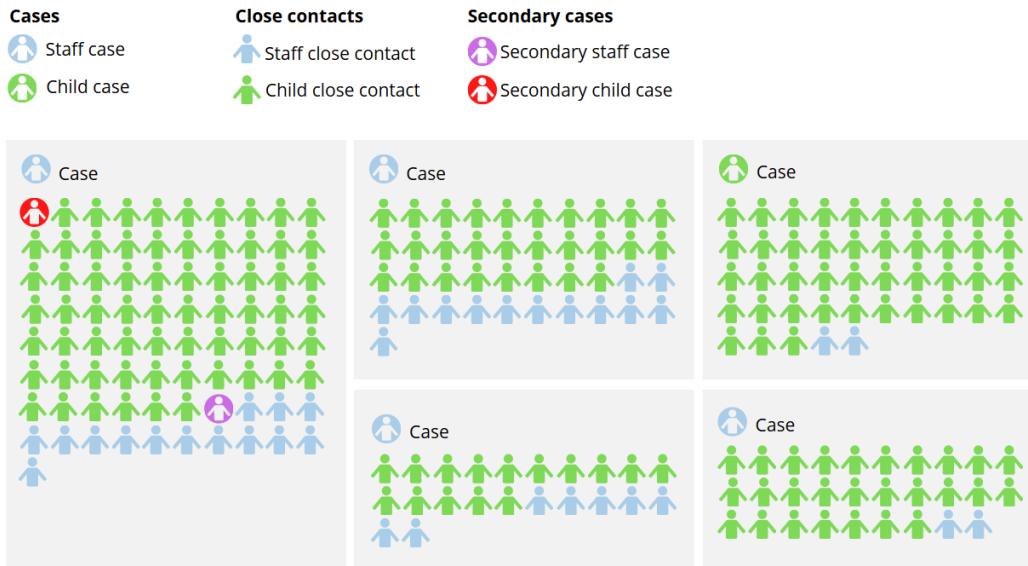 Cases
Close contacts
Secondary cases
Staff case
Staff close contact
Secondary staff case
Child case
Child close contact
Secondary child case
Case
Case
Case
Case
Case